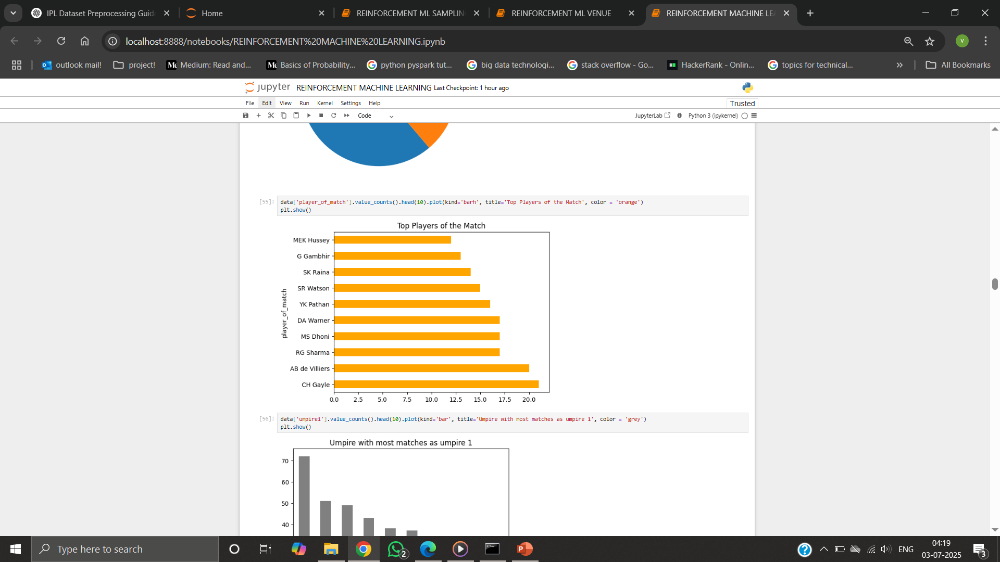 IPL Dataset Preprocessing Guid
Home
REINFORCEMENT ML SAMPLIN
REINFORCEMENT ML VENUE
REINFORCEMENT MACHINE LE
localhost:8888/notebooks/REINFORCEMENT%20MACHINE%20LEARNING.ipynb
V
outlook mail!
project!
Medium: Read and...
Basics of Probability...
python pyspark tut...
big data technologi...
stack overflow - Go...
HackerRank - Onlin...
topics for technical...
All Bookmarks
jupyter REINFORCEMENT MACHINE LEARNING Last Checkpoint: 1 hour ago
File Edit View Run Kernel Settings Help
Trusted
Code
JupyterLab
Python 3 (ipykernel)
[55]: data['player_of_match'].value_counts().head(10).plot(kind='barh', title='Top Players of the Match', color = 'orange')
plt.show()
Top Players of the Match
MEK Hussey
G Gambhir
SK Raina
SR Watson
YK Pathan
DA Warner
MS Dhoni
RG Sharma
AB de Villiers
CH Gayle
player_of_match
0.0 2.5 5.0 7.5 10.0 12.5 15.0 17.5 20.0
[56]: data['umpire1'].value_counts().head(10).plot(kind='bar', title='Umpire with most matches as umpire 1', color = 'grey')
plt.show()
Umpire with most matches as umpire 1
70
60
50
40
Type here to search
2
P
ENG
04:19
03-07-2025
3